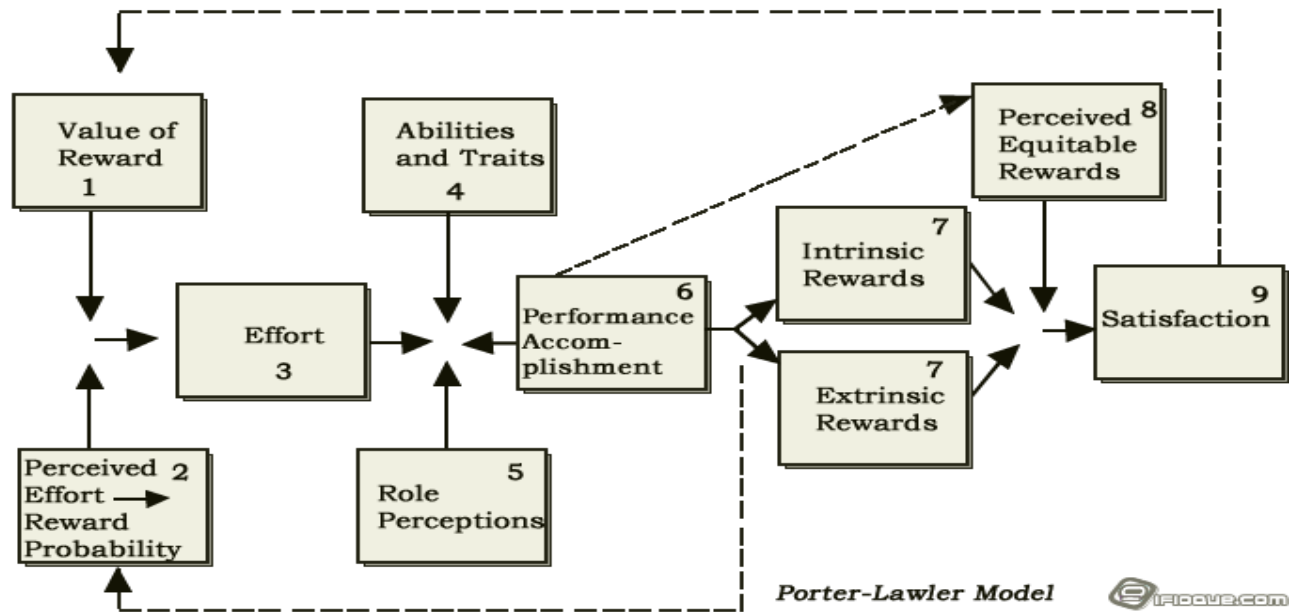 Value of
Reward
1
Abilities
and Traits
4
Perceived 8
Equitable
Rewards
7
Intrinsic
Rewards
Effort
3
6
Performance
Accom-
plishment
9
Satisfaction
7
Extrinsic
Rewards
Perceived 2
Effort
Reward
Probability
5
Role
Perceptions
Porter-Lawler Model